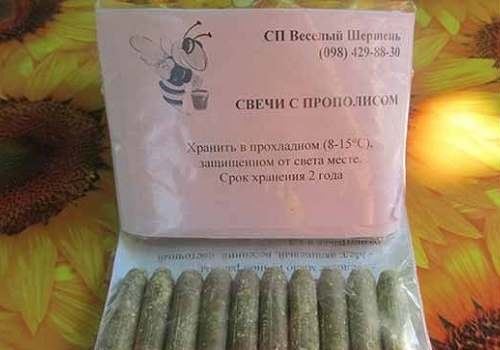 СП Веселый Шершень
(098) 429-88-30
СВЕЧИ С ПРОПОЛИСОМ
Хранить в прохладном (8-15°С),
защищенном от света месте.
Срок хранения 2 года